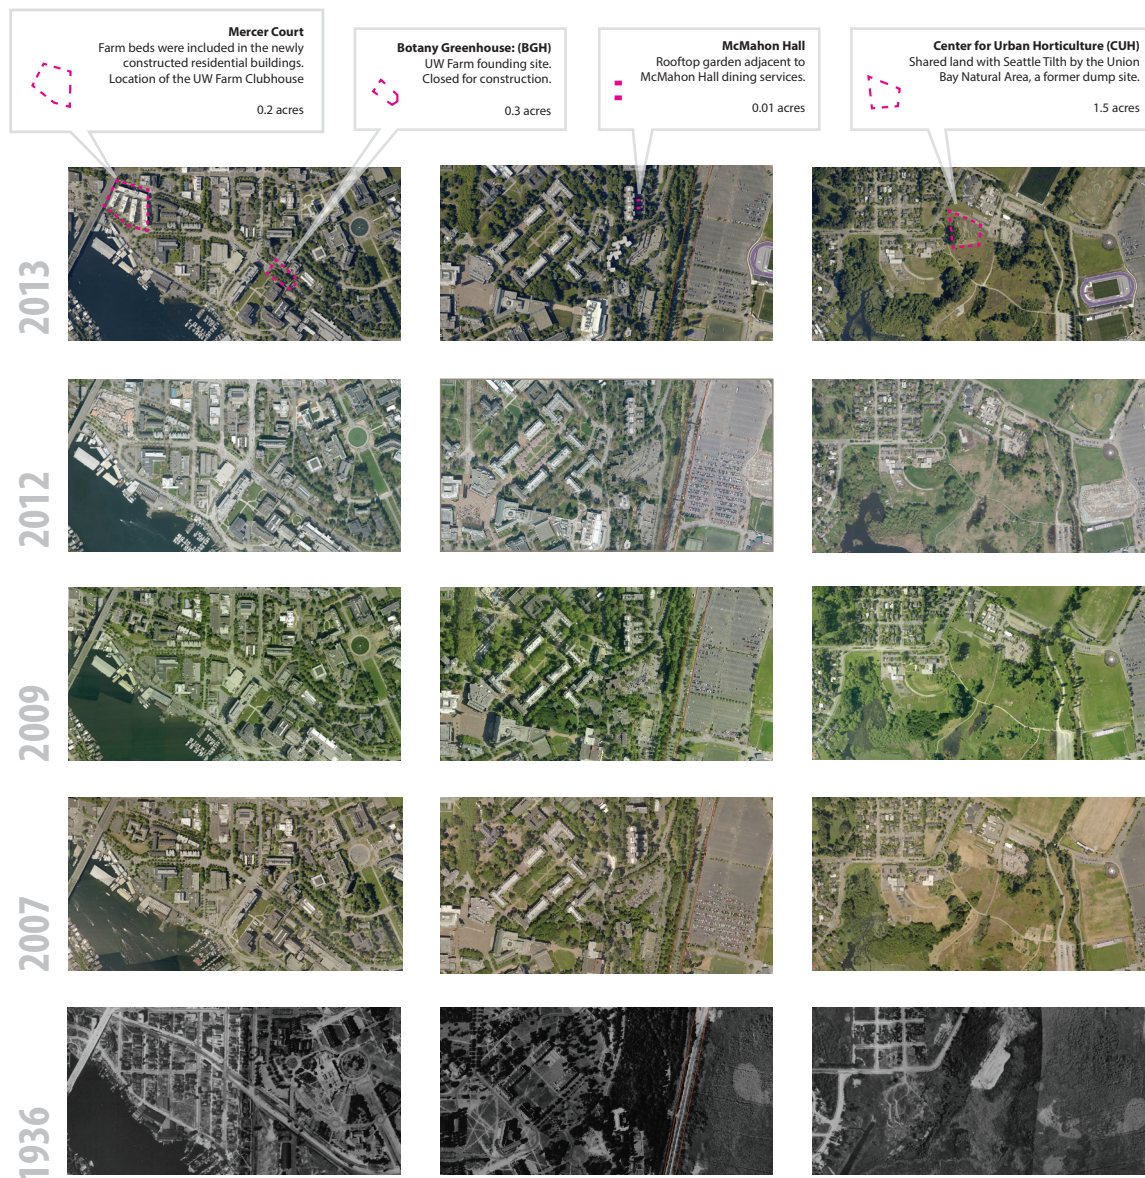 Mercer Court
Farm beds were included in the newly
constructed residential buildings.
Location of the UW Farm Clubhouse
0.2 acres
Botany Greenhouse: (BGH)
UW Farm founding site.
Closed for construction.
0.3 acres
McMahon Hall
Rooftop garden adjacent to
McMahon Hall dining services.
0.01 acres
Center for Urban Horticulture (CUH)
Shared land with Seattle Tilth by the Union
Bay Natural Area, a former dump site.
1.5 acres
2013
2012
2009
2007
1936